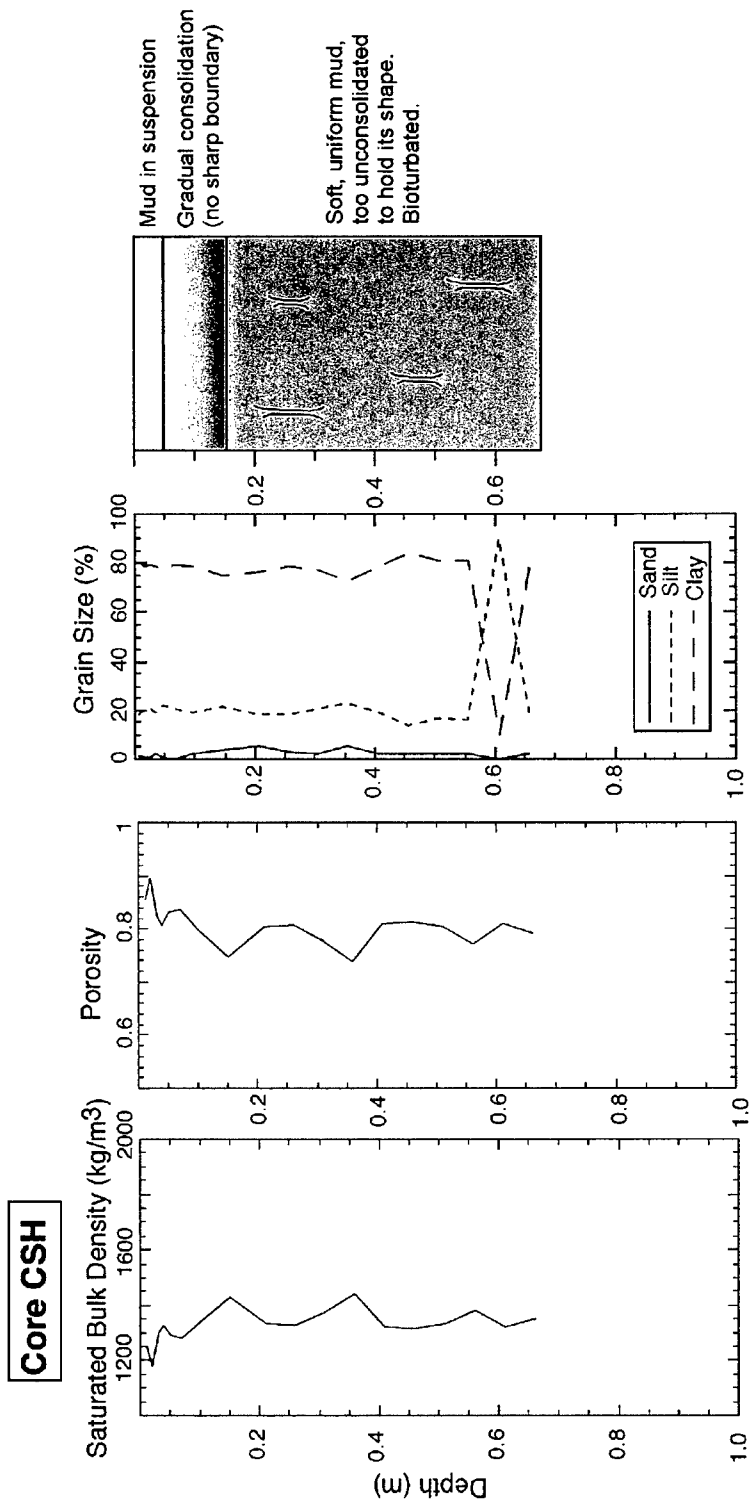 Core CSH
Saturated Bulk Density (kg/m3)
1200
1600
2000
Depth (m)
0.2
0.4
0.6
0.8
1.0
Porosity
0.6
0.8
1
0.2
0.4
0.6
0.8
1.0
Grain Size (%)
0
20
40
60
80
100
0.2
0.4
0.6
0.8
1.0
Sand
Silt
Clay
0.2
0.4
0.6
Mud in suspension
Gradual consolidation
(no sharp boundary)
Soft, uniform mud,
too unconsolidated
to hold its shape.
Bioturbated.